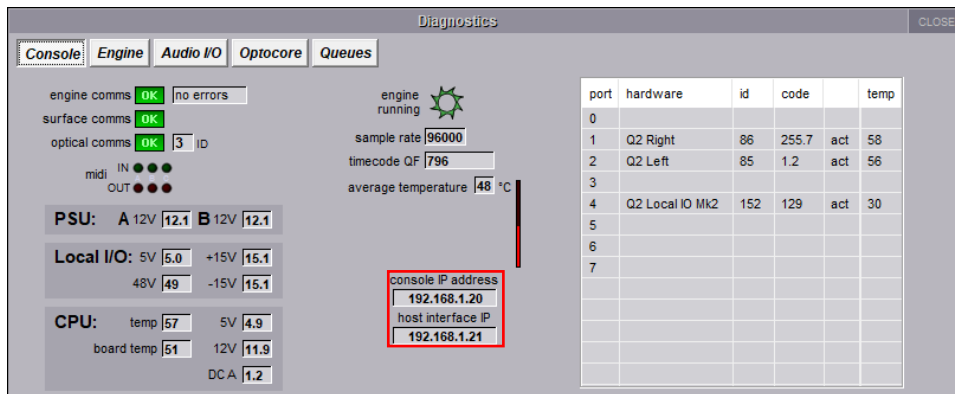 Diagnostics
CLOSE
Console Engine Audio I/O Optocore Queues
engine comms OK no errors
surface comms OK
optical comms OK 3 ID
midi IN
OUT
PSU: A 12V 12.1 B 12V 12.1
Local I/O: 5V 5.0 +15V 15.1
48V 49 -15V 15.1
CPU: temp 57 5V 4.9
board temp 51 12V 11.9
DC A 1.2
engine
running
sample rate 96000
timecode QF 796
average temperature 48 °C
console IP address
192.168.1.20
host interface IP
192.168.1.21
port hardware id code temp
0
1 Q2 Right 86 255.7 act 58
2 Q2 Left 85 1.2 act 56
3
4 Q2 Local IO Mk2 152 129 act 30
5
6
7